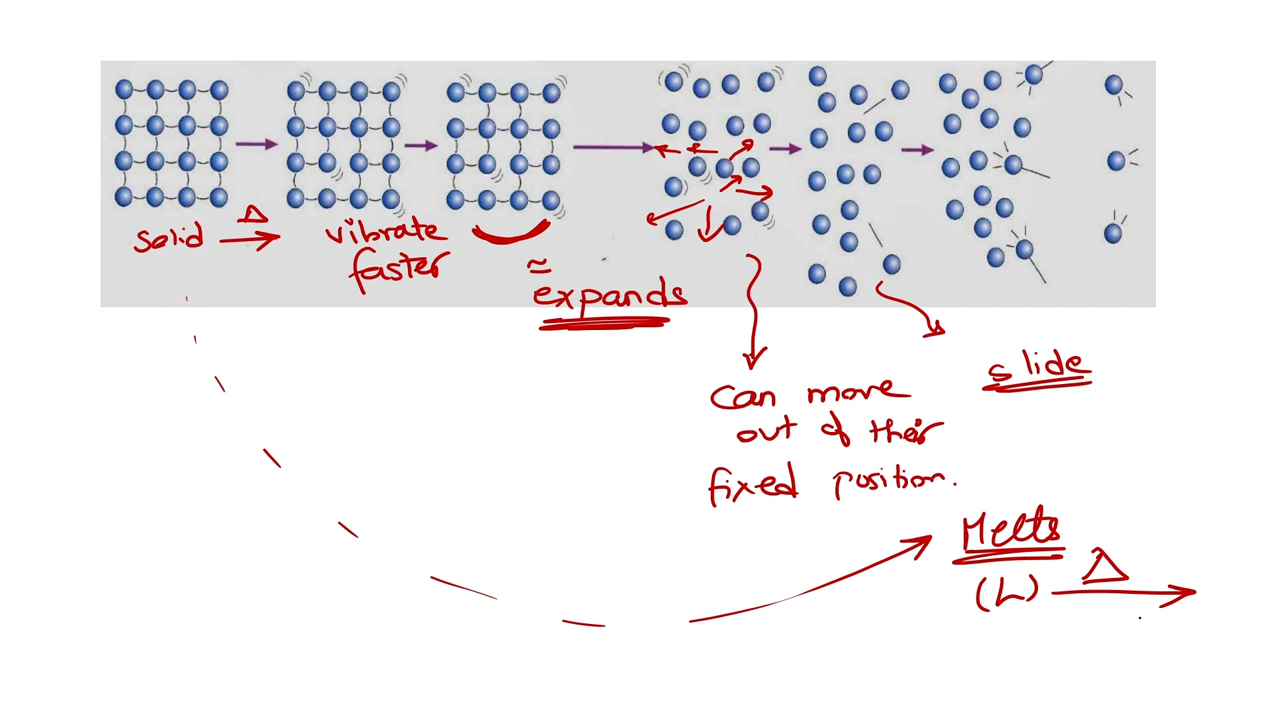 solid Δ vibrate
faster
≃
expands
slide
can move
out of their
fixed position.
Melts
(L) Δ